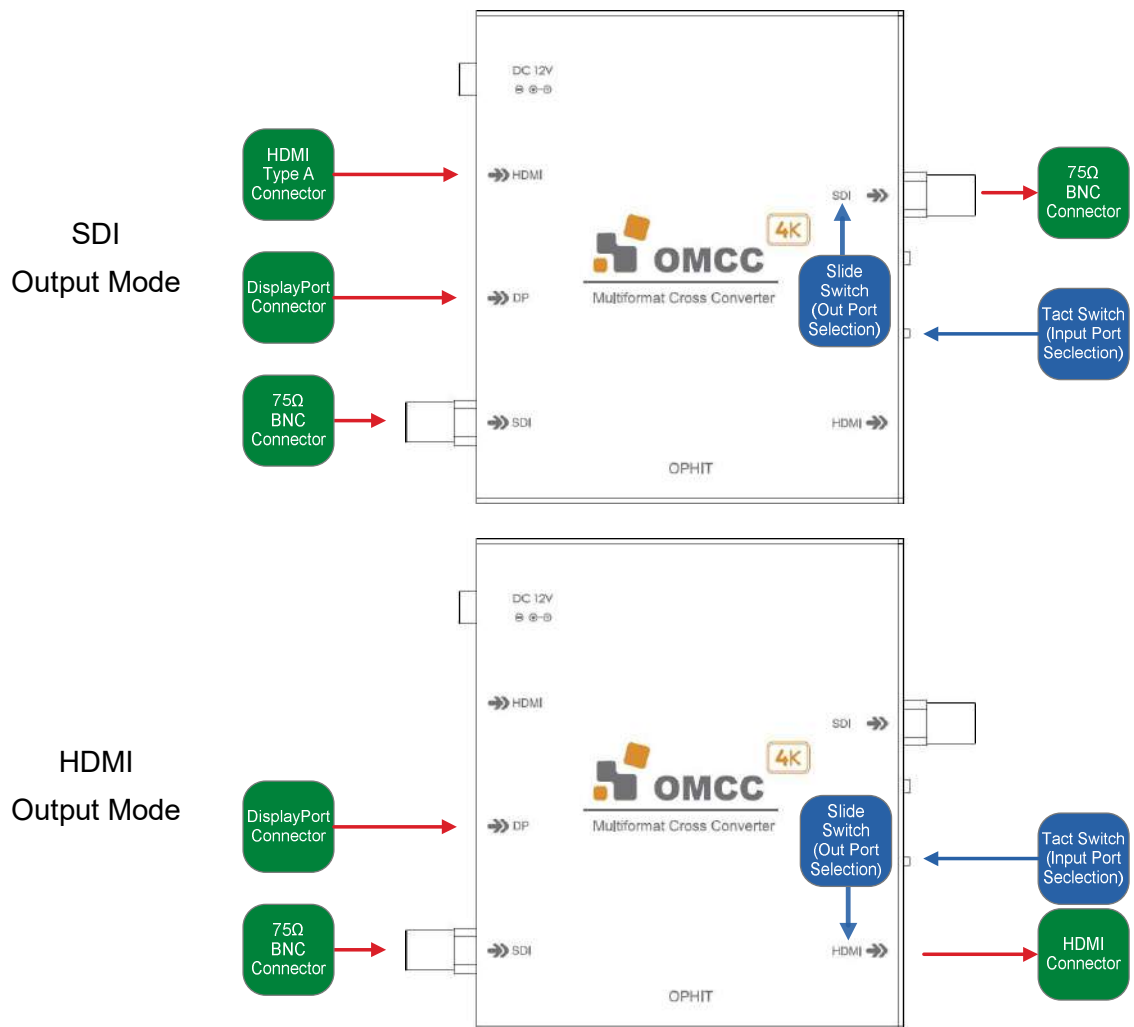 SDI
Output Mode
HDMI
Type A
Connector
DisplayPort
Connector
75Ω
BNC
Connector
DC 12V
HDMI
DP
SDI
4K
OMCC
Multiformat Cross Converter
OPHIT
SDI
Slide
Switch
(Out Port
Selection)
HDMI
75Ω
BNC
Connector
Tact Switch
(Input Port
Seclection)
HDMI
Output Mode
DisplayPort
Connector
75Ω
BNC
Connector
DC 12V
HDMI
DP
SDI
4K
OMCC
Multiformat Cross Converter
OPHIT
SDI
Slide
Switch
(Out Port
Selection)
HDMI
Tact Switch
(Input Port
Seclection)
HDMI
Connector